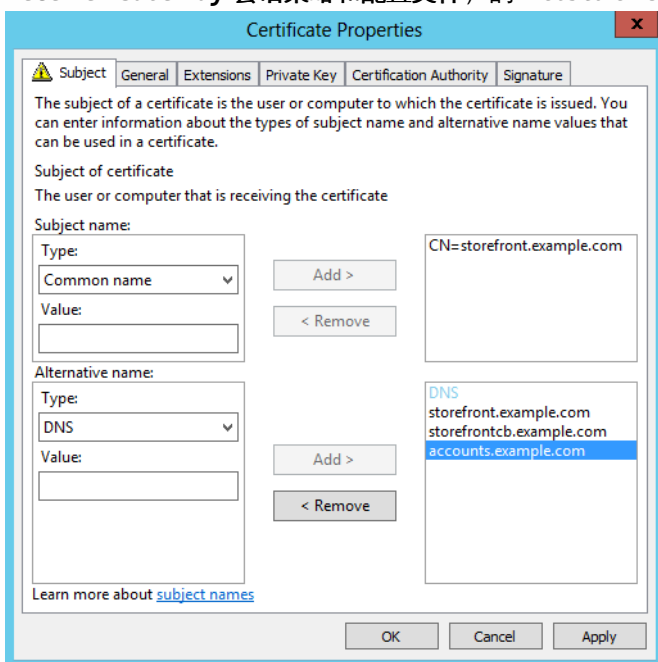 Certificate Properties
x
Subject
General
Extensions
Private Key
Certification Authority
Signature
The subject of a certificate is the user or computer to which the certificate is issued. You
can enter information about the types of subject name and alternative name values that
can be used in a certificate.
Subject of certificate
The user or computer that is receiving the certificate
Subject name:
Type:
Common name
Value:
Add >
< Remove
CN=storefront.example.com
Alternative name:
Type:
DNS
Value:
Add >
< Remove
DNS
storefront.example.com
storefrontcb.example.com
accounts.example.com
Learn more about subject names
OK
Cancel
Apply